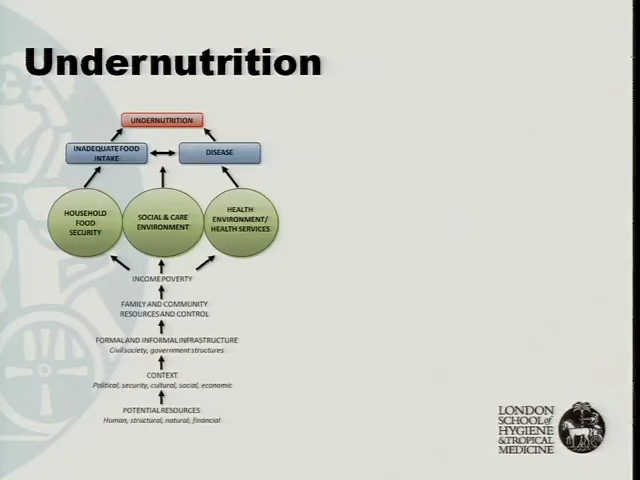 Undernutrition
UNDERNUTRITION
INADEQUATE FOOD
INTAKE
DISEASE
HOUSEHOLD
FOOD
SECURITY
SOCIAL & CARE
ENVIRONMENT
HEALTH
ENVIRONMENT/
HEALTH SERVICES
INCOME POVERTY
FAMILY AND COMMUNITY
RESOURCES AND CONTROL
FORMAL AND INFORMAL INFRASTRUCTURE
Civil society, government structures
CONTEXT
Political, security, cultural, social, economic
POTENTIAL RESOURCES
Human, structural, natural, financial
LONDON
SCHOOL of
HYGIENE
& TROPICAL
MEDICINE